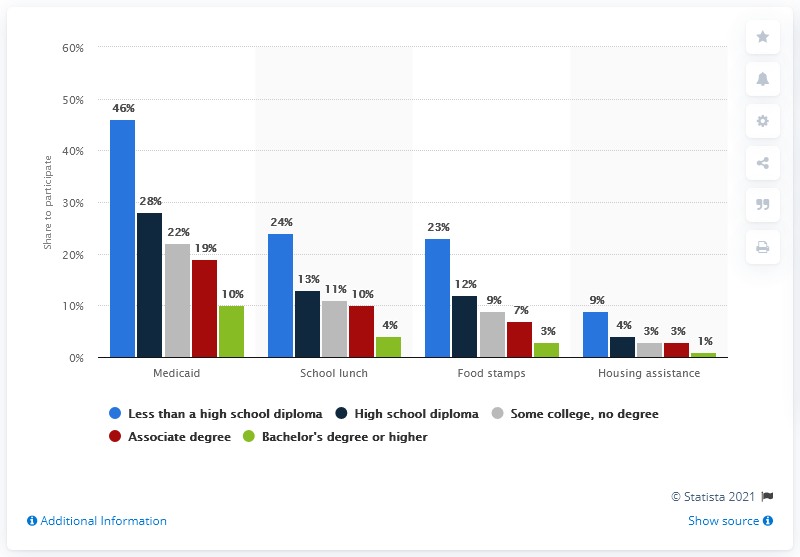 60%
50%
40%
30%
20%
10%
0%
Share to participate
46%
28%
22%
19%
10%
24%
13%
11%
10%
4%
23%
12%
9%
7%
3%
9%
4%
3%
3%
1%
Medicaid
School lunch
Food stamps
Housing assistance
Less than a high school diploma
High school diploma
Some college, no degree
Associate degree
Bachelor's degree or higher
© Statista 2021
Additional Information
Show source